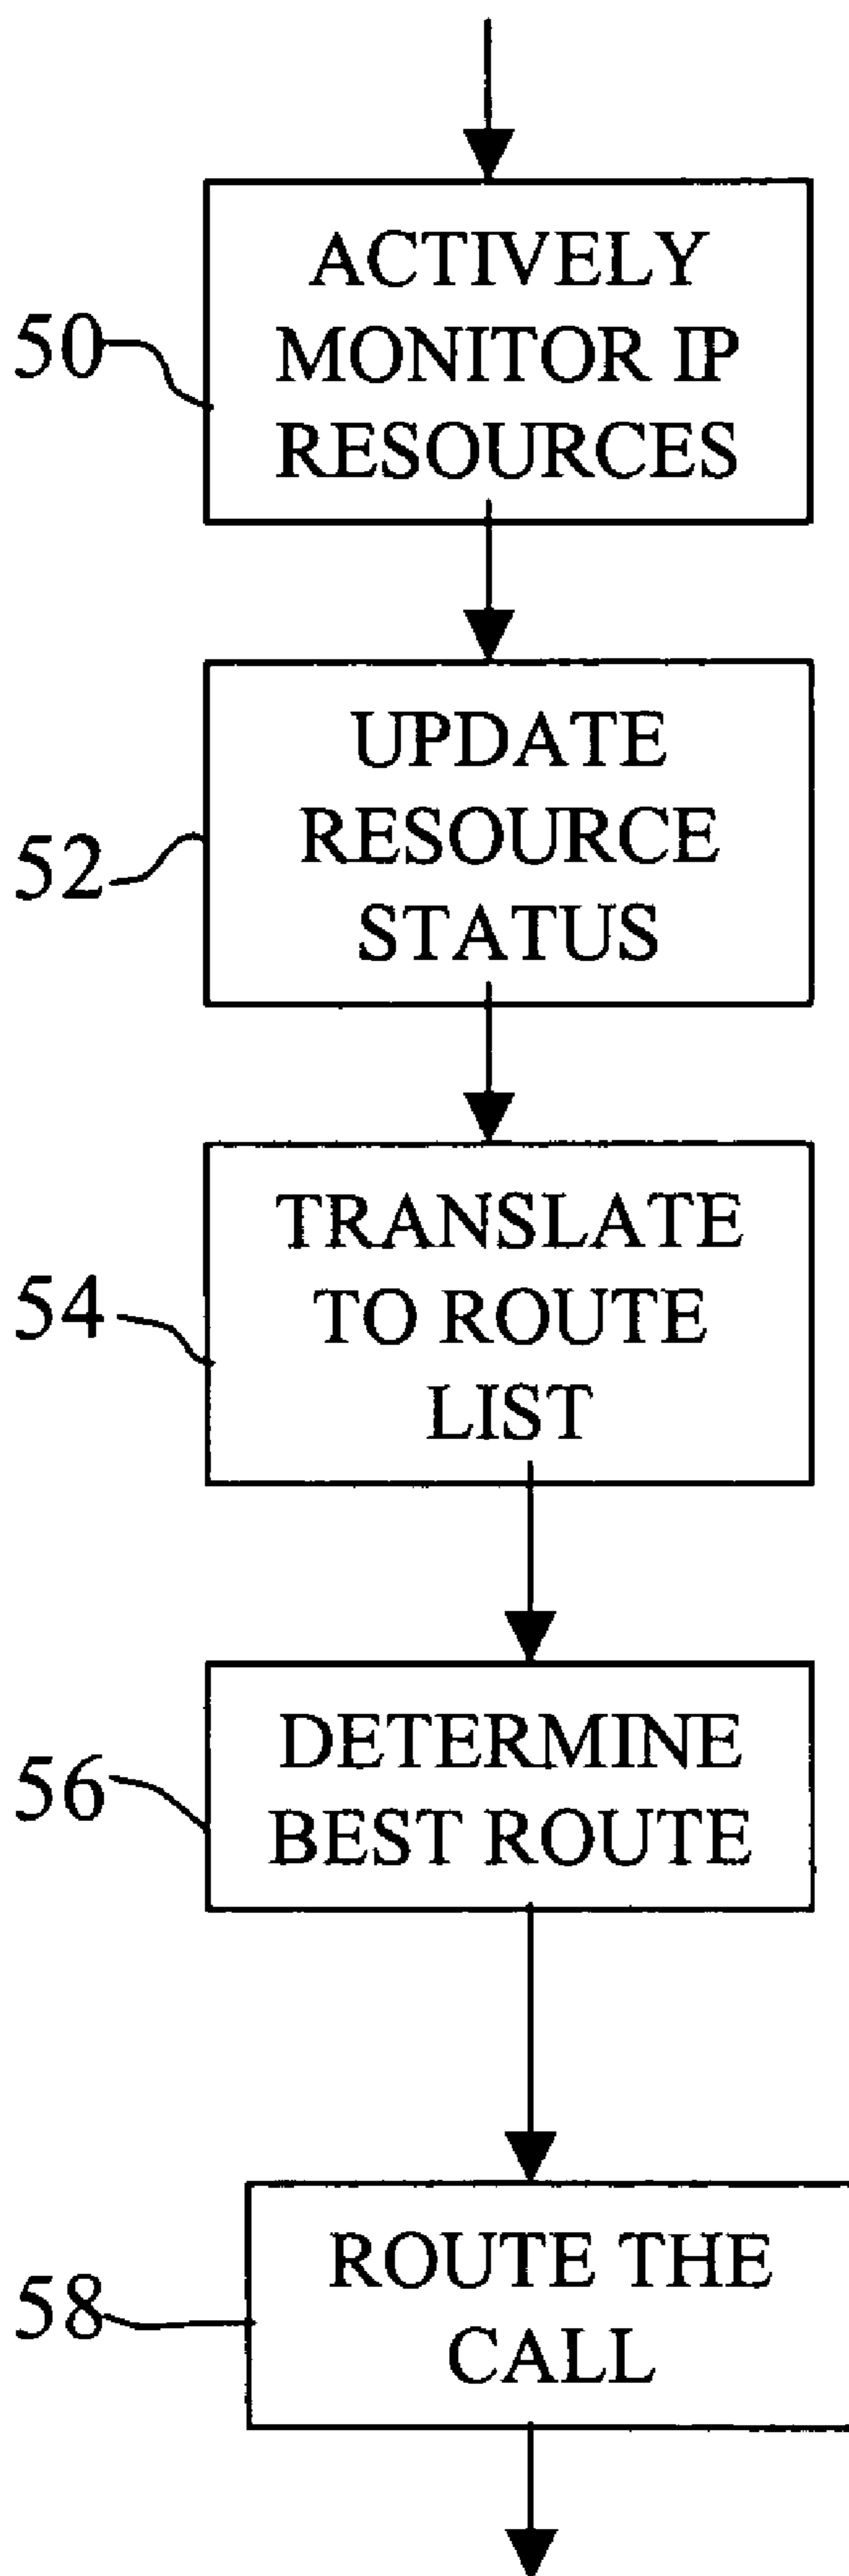 50
ACTIVELY
MONITOR IP
RESOURCES
52
UPDATE
RESOURCE
STATUS
54
TRANSLATE
TO ROUTE
LIST
56
DETERMINE
BEST ROUTE
58
ROUTE THE
CALL